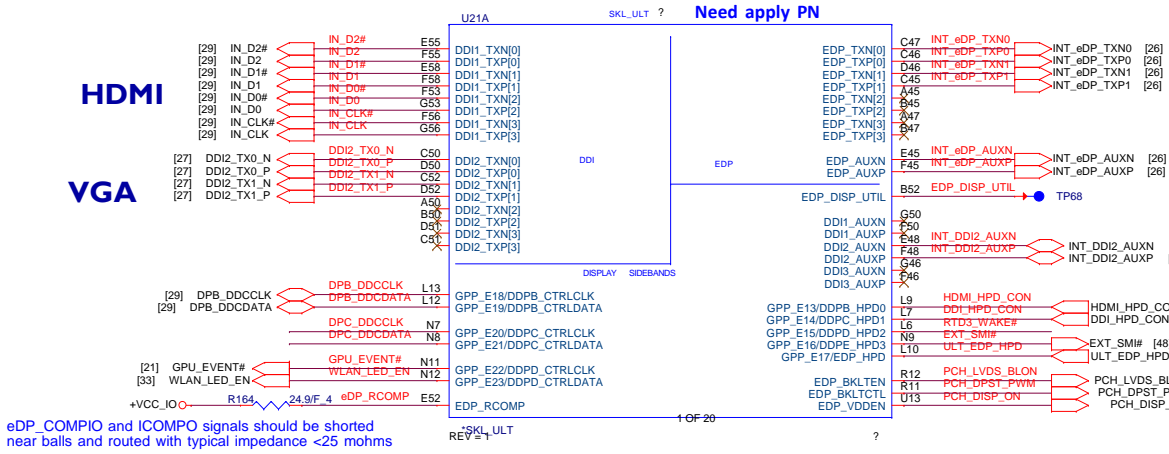 SKL_ULT ? Need apply PN
U21A
HDMI
VGA
[29] IN_D2# IN_D2# E55 DDI1_TXN[0]
[29] IN_D2 IN_D2 F55 DDI1_TXP[0]
[29] IN_D1# IN_D1# E58 DDI1_TXN[1]
[29] IN_D1 IN_D1 F58 DDI1_TXP[1]
[29] IN_D0# IN_D0# F53 DDI1_TXN[2]
[29] IN_D0 IN_D0 G53 DDI1_TXP[2]
[29] IN_CLK# IN_CLK# F56 DDI1_TXN[3]
[29] IN_CLK IN_CLK G56 DDI1_TXP[3]
[27] DDI2_TX0_N DDI2_TX0_N C50 DDI2_TXN[0]
[27] DDI2_TX0_P DDI2_TX0_P D50 DDI2_TXP[0]
[27] DDI2_TX1_N DDI2_TX1_N C52 DDI2_TXN[1]
[27] DDI2_TX1_P DDI2_TX1_P D52 DDI2_TXP[1]
A50 DDI2_TXN[2]
B50 DDI2_TXP[2]
D51 DDI2_TXN[3]
C51 DDI2_TXP[3]
DDI
EDP
DISPLAY SIDEBANDS
[29] DPB_DDCCLK DPB_DDCCLK L13 GPP_E18/DDPB_CTRLCLK
[29] DPB_DDCDATA DPB_DDCDATA L12 GPP_E19/DDPB_CTRLDATA
DPC_DDCCLK N7 GPP_E20/DDPC_CTRLCLK
DPC_DDCDATA N8 GPP_E21/DDPC_CTRLDATA
[21] GPU_EVENT# GPU_EVENT# N11 GPP_E22/DDPD_CTRLCLK
[33] WLAN_LED_EN WLAN_LED_EN N12 GPP_E23/DDPD_CTRLDATA
+VCC_IO R164 24.9/F_4 eDP_RCOMP E52 EDP_RCOMP
EDP_TXN[0] C47 INT_eDP_TXN0 INT_eDP_TXN0 [26]
EDP_TXP[0] C46 INT_eDP_TXP0 INT_eDP_TXP0 [26]
EDP_TXN[1] D46 INT_eDP_TXN1 INT_eDP_TXN1 [26]
EDP_TXP[1] C45 INT_eDP_TXP1 INT_eDP_TXP1 [26]
EDP_TXN[2] A45
EDP_TXP[2] B45
EDP_TXN[3] A47
EDP_TXP[3] B47
EDP_AUXN E45 INT_eDP_AUXN INT_eDP_AUXN [26]
EDP_AUXP F45 INT_eDP_AUXP INT_eDP_AUXP [26]
EDP_DISP_UTIL B52 EDP_DISP_UTIL TP68
DDI1_AUXN G50
DDI1_AUXP F50
DDI2_AUXN E48 INT_DDI2_AUXN INT_DDI2_AUXN
DDI2_AUXP F48 INT_DDI2_AUXP INT_DDI2_AUXP
DDI3_AUXN G46
DDI3_AUXP F46
GPP_E13/DDPB_HPD0 L9 HDMI_HPD_CON HDMI_HPD_CO
GPP_E14/DDPC_HPD1 L7 DDI_HPD_CON DDI_HPD_CON
GPP_E15/DDPD_HPD2 L6 RTD3_WAKE#
GPP_E16/DDPE_HPD3 N9 EXT_SMI# EXT_SMI# [48
GPP_E17/EDP_HPD L10 ULT_EDP_HPD ULT_EDP_HPD
EDP_BKLTEN R12 PCH_LVDS_BLON PCH_LVDS_BL
EDP_BKLTCTL R11 PCH_DPST_PWM PCH_DPST_P
EDP_VDDEN U13 PCH_DISP_ON PCH_DISP_
1 OF 20
*SKL_ULT
REV = 1 ?
eDP_COMPIO and ICOMPO signals should be shorted
near balls and routed with typical impedance <25 mohms